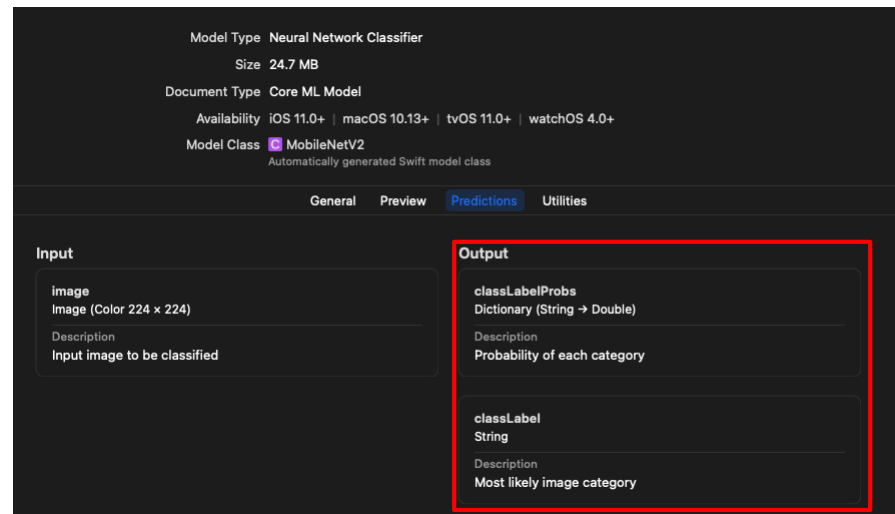 Model Type Neural Network Classifier
Size 24.7 MB
Document Type Core ML Model
Availability iOS 11.0+ | macOS 10.13+ | tvOS 11.0+ | watchOS 4.0+
Model Class C MobileNetV2
Automatically generated Swift model class
General Preview Predictions Utilities
Input
image
Image (Color 224 × 224)
Description
Input image to be classified
Output
classLabelProbs
Dictionary (String → Double)
Description
Probability of each category
classLabel
String
Description
Most likely image category